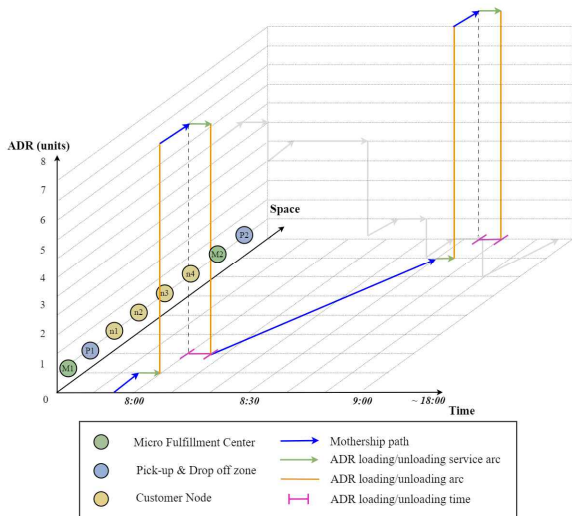 ADR (units)
8
7
6
5
4
3
2
1
0
Space
P2
M2
n4
n3
n2
n1
P1
M1
8:00
8:30
9:00
~ 18:00
Time
Micro Fulfillment Center
Pick-up & Drop off zone
Customer Node
Mothership path
ADR loading/unloading service arc
ADR loading/unloading arc
ADR loading/unloading time